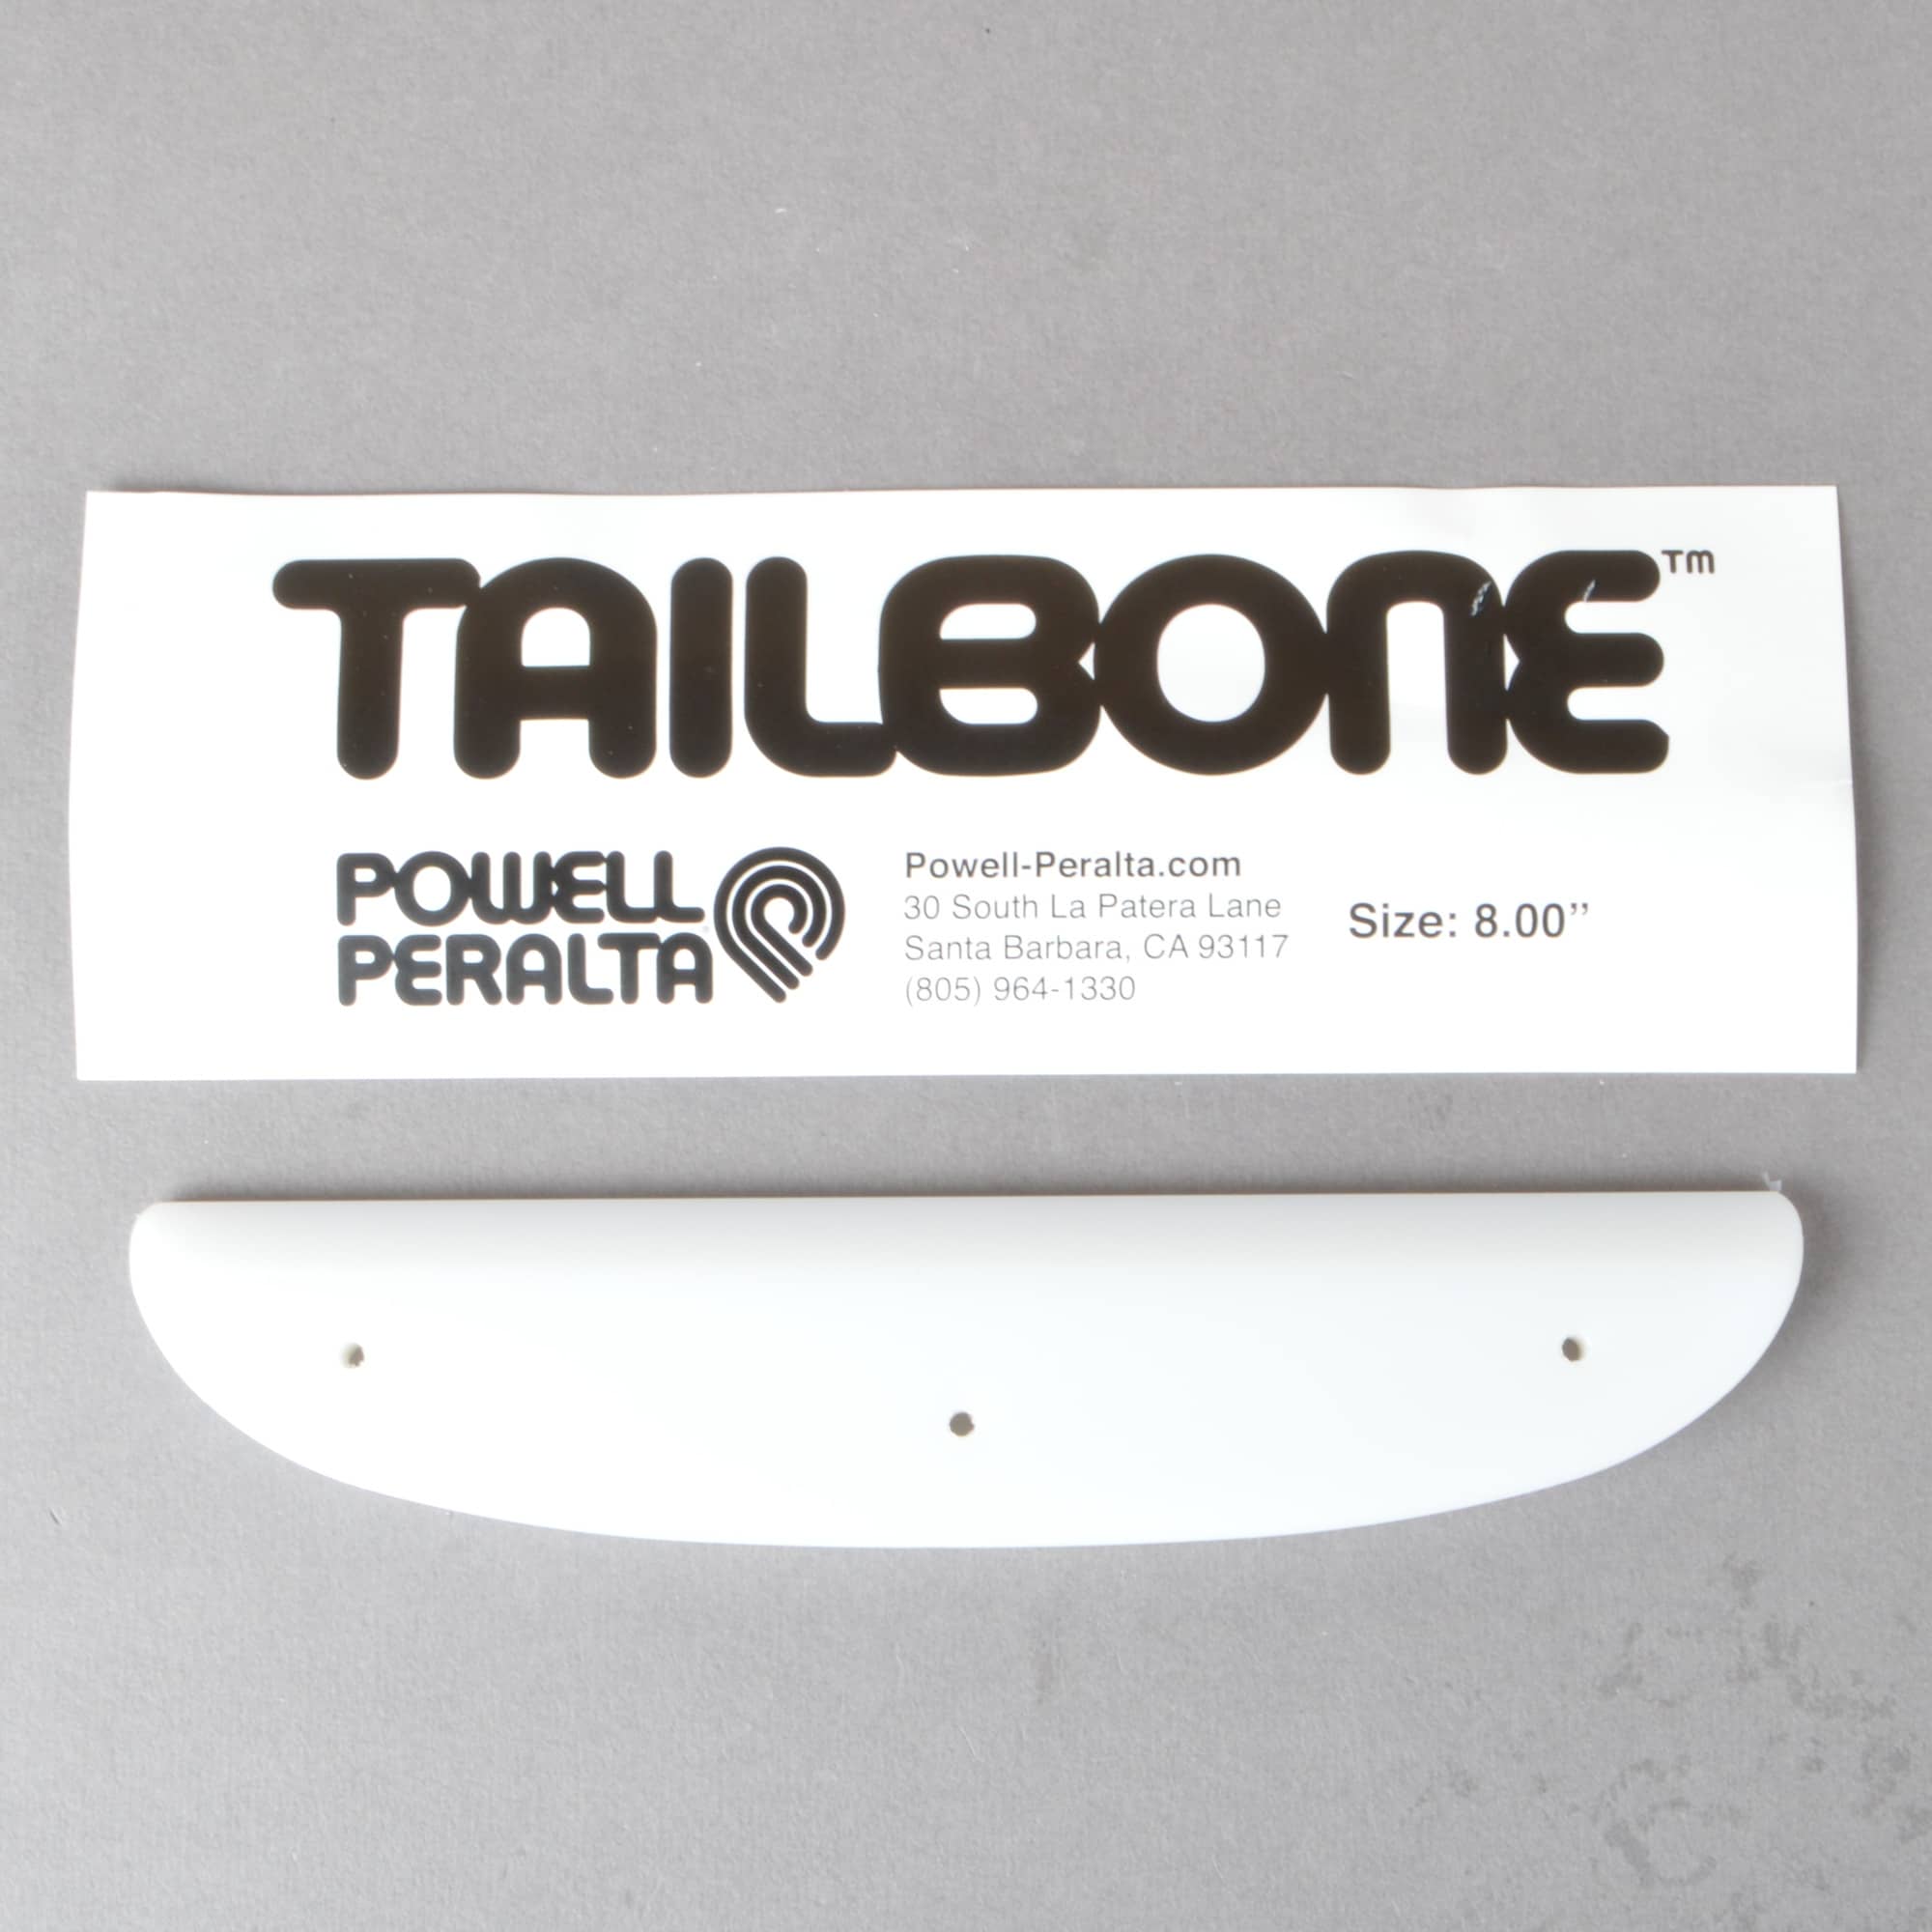 TAILBONE™
POWELL
PERALTA
Powell-Peralta.com
30 South La Patera Lane
Santa Barbara, CA 93117
(805) 964-1330
Size: 8.00”